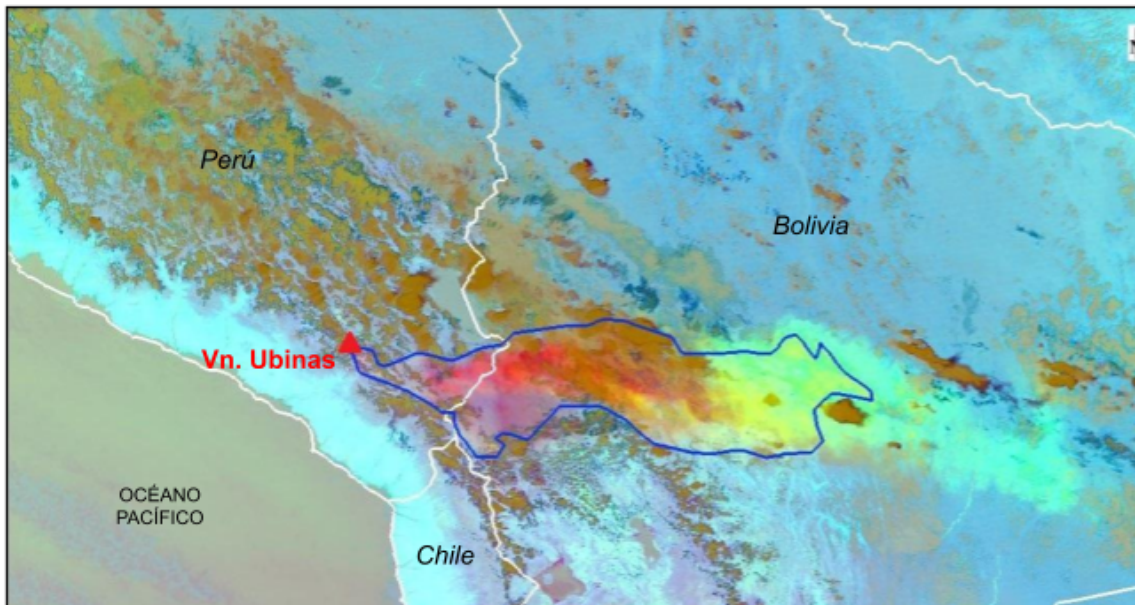 Perú
Bolivia
Vn. Ubinas
OCÉANO
PACÍFICO
Chile